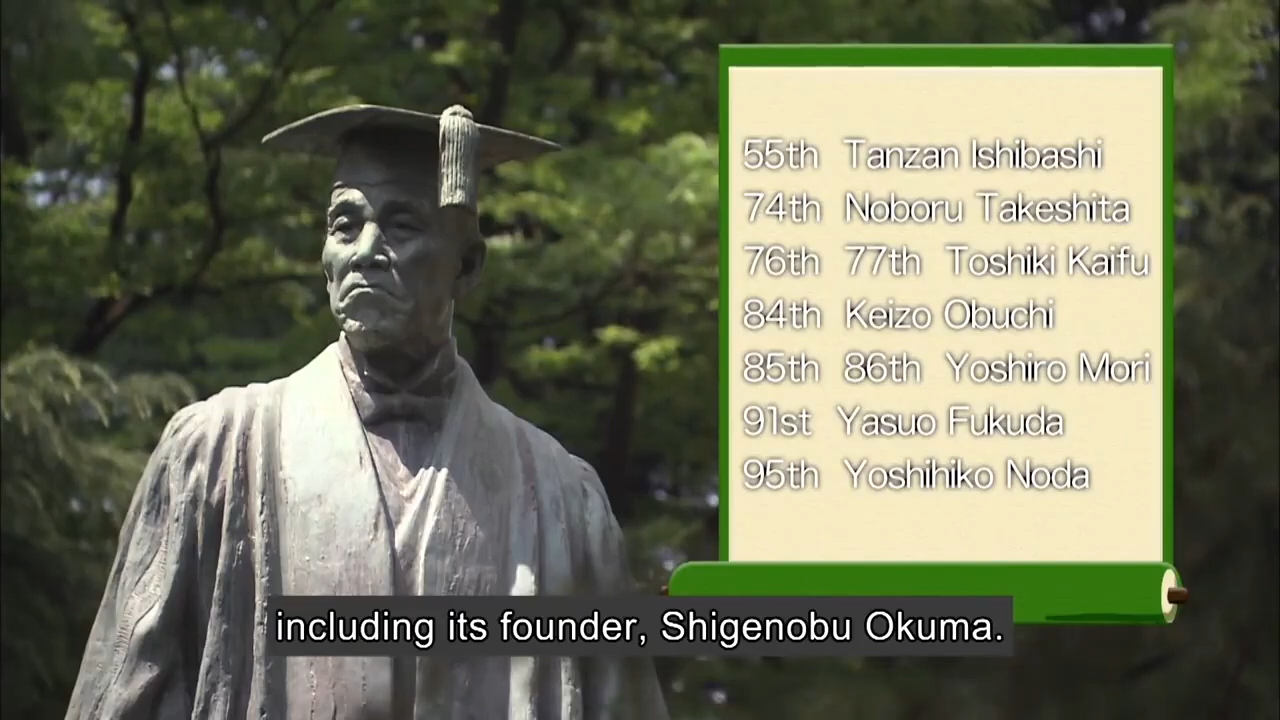 55th Tanzan Ishibashi
74th Noboru Takeshita
76th 77th Toshiki Kaifu
84th Keizo Obuchi
85th 86th Yoshiro Mori
91st Yasuo Fukuda
95th Yoshihiko Noda
including its founder, Shigenobu Okuma.